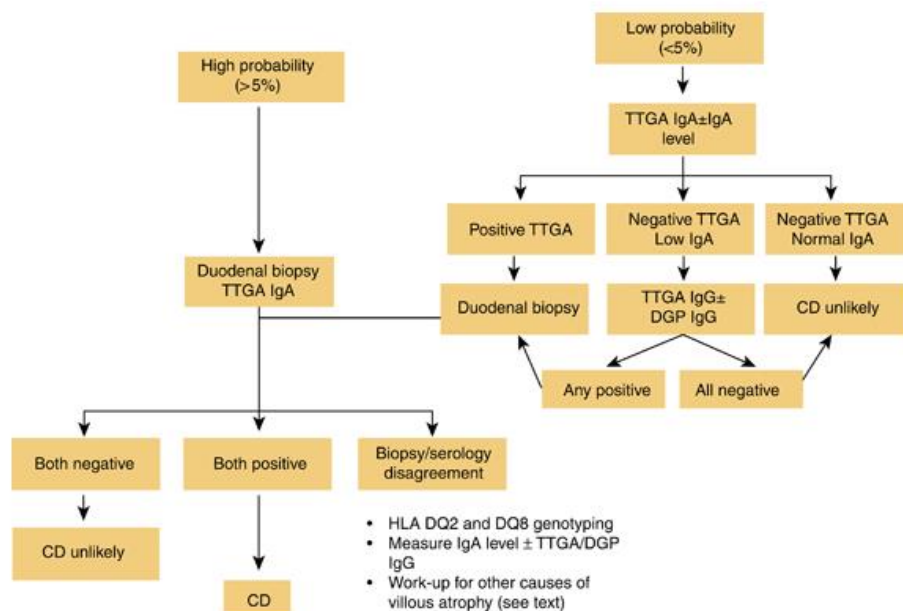 Low probability
(<5%)
High probability
(>5%)
TTGA IgA±IgA
level
Positive TTGA
Negative TTGA
Low IgA
Negative TTGA
Normal IgA
Duodenal biopsy
TTGA IgA
Duodenal biopsy
TTGA IgG±
DGP IgG
CD unlikely
Any positive
All negative
Both negative
Both positive
Biopsy/serology
disagreement
CD unlikely
CD
• HLA DQ2 and DQ8 genotyping
• Measure IgA level ± TTGA/DGP
IgG
• Work-up for other causes of
villous atrophy (see text)